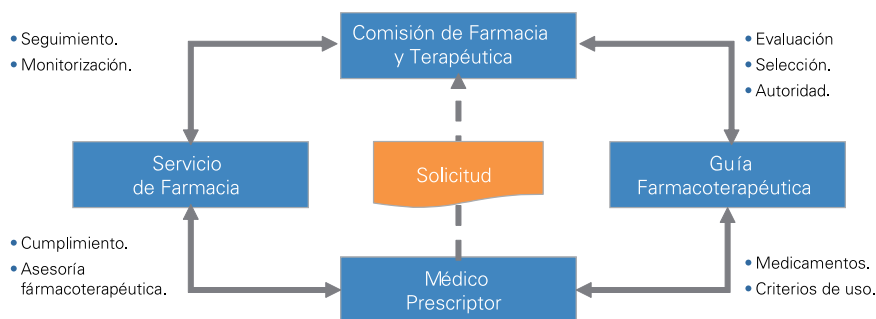 • Seguimiento.
• Monitorización.
Comisión de Farmacia
y Terapéutica
• Evaluación
• Selección.
• Autoridad.
Servicio
de Farmacia
Solicitud
Guía
Farmacoterapéutica
• Cumplimiento.
• Asesoría
fármacoterapéutica.
Médico
Prescriptor
• Medicamentos.
• Criterios de uso.